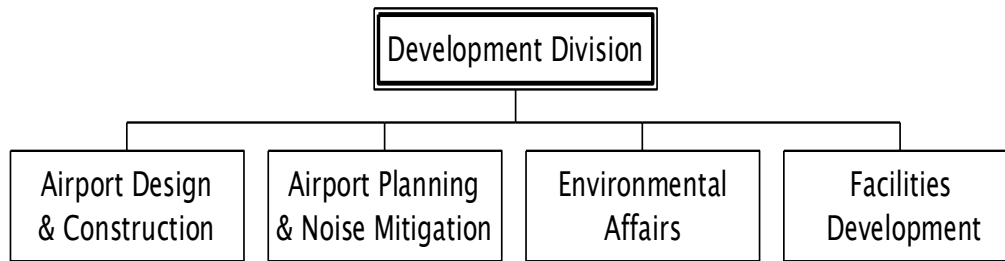 Development Division
Airport Design
& Construction
Airport Planning
& Noise Mitigation
Environmental
Affairs
Facilities
Development